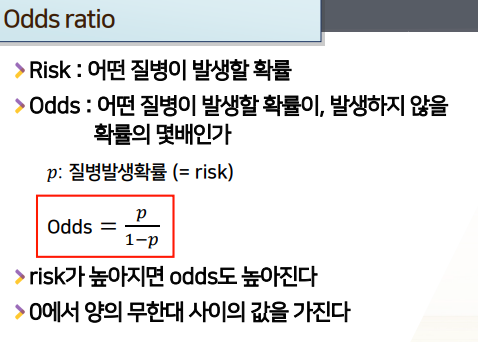 Odds ratio
Risk : 어떤 질병이 발생할 확률
Odds : 어떤 질병이 발생할 확률이, 발생하지 않을
확률의 몇배인가
p: 질병발생확률 (= risk)
Odds = p / (1−p)
risk가 높아지면 odds도 높아진다
0에서 양의 무한대 사이의 값을 가진다